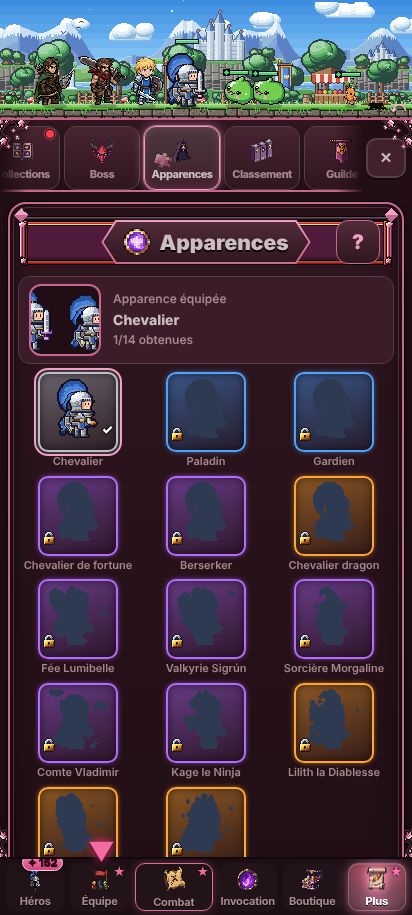 ollections
Boss
Apparences
Classement
Guilde
×
Apparences
?
Apparence équipée
Chevalier
1/14 obtenues
Chevalier
Paladin
Gardien
Chevalier de fortune
Berserker
Chevalier dragon
Fée Lumibelle
Valkyrie Sigrún
Sorcière Morgaline
Comte Vladimir
Kage le Ninja
Lilith la Diablesse
Héros
Équipe
Combat
Invocation
Boutique
Plus